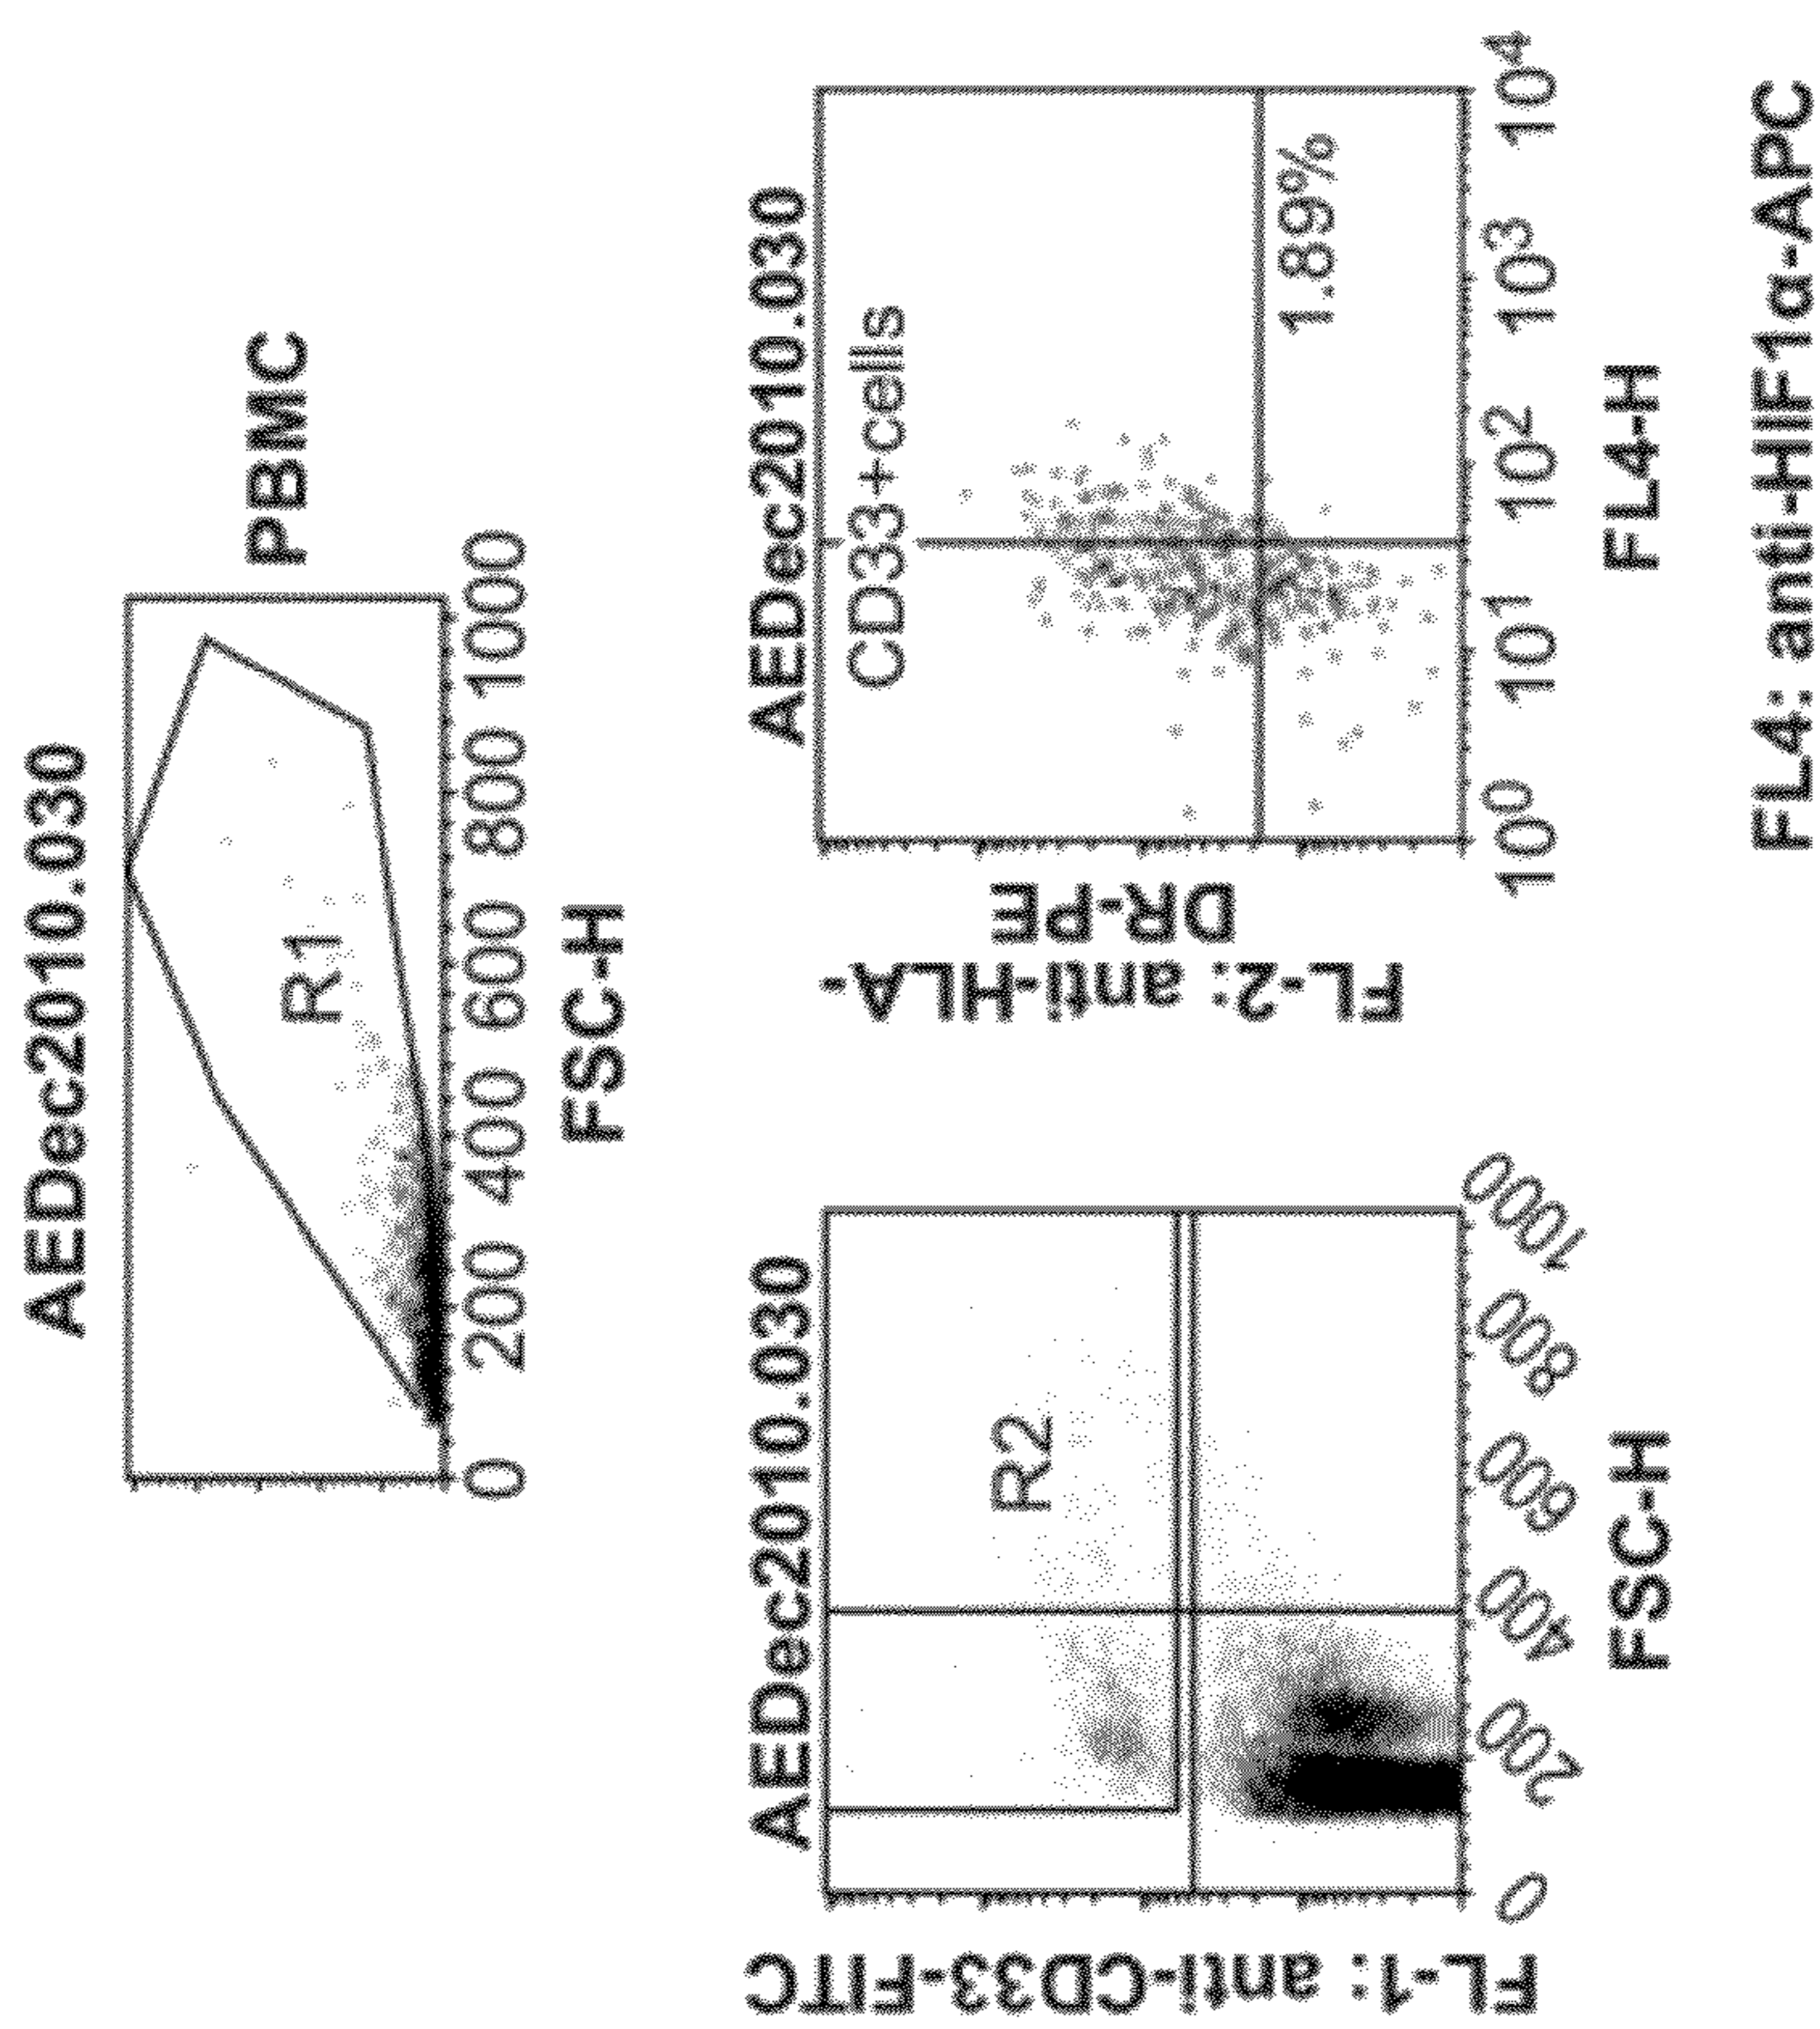 AEDec2010.030
R1
PBMC
0 200 400 600 800 1000
FSC-H
AEDec2010.030
FL-1: anti-CD33-FITC
R2
0 200 400 600 800 1000
FSC-H
AEDec2010.030
FL-2: anti-HLA-
DR-PE
CD33+cellls
1.89%
10⁰ 10¹ 10² 10³ 10⁴
FL4-H
FL4: anti-HIF1α-APC